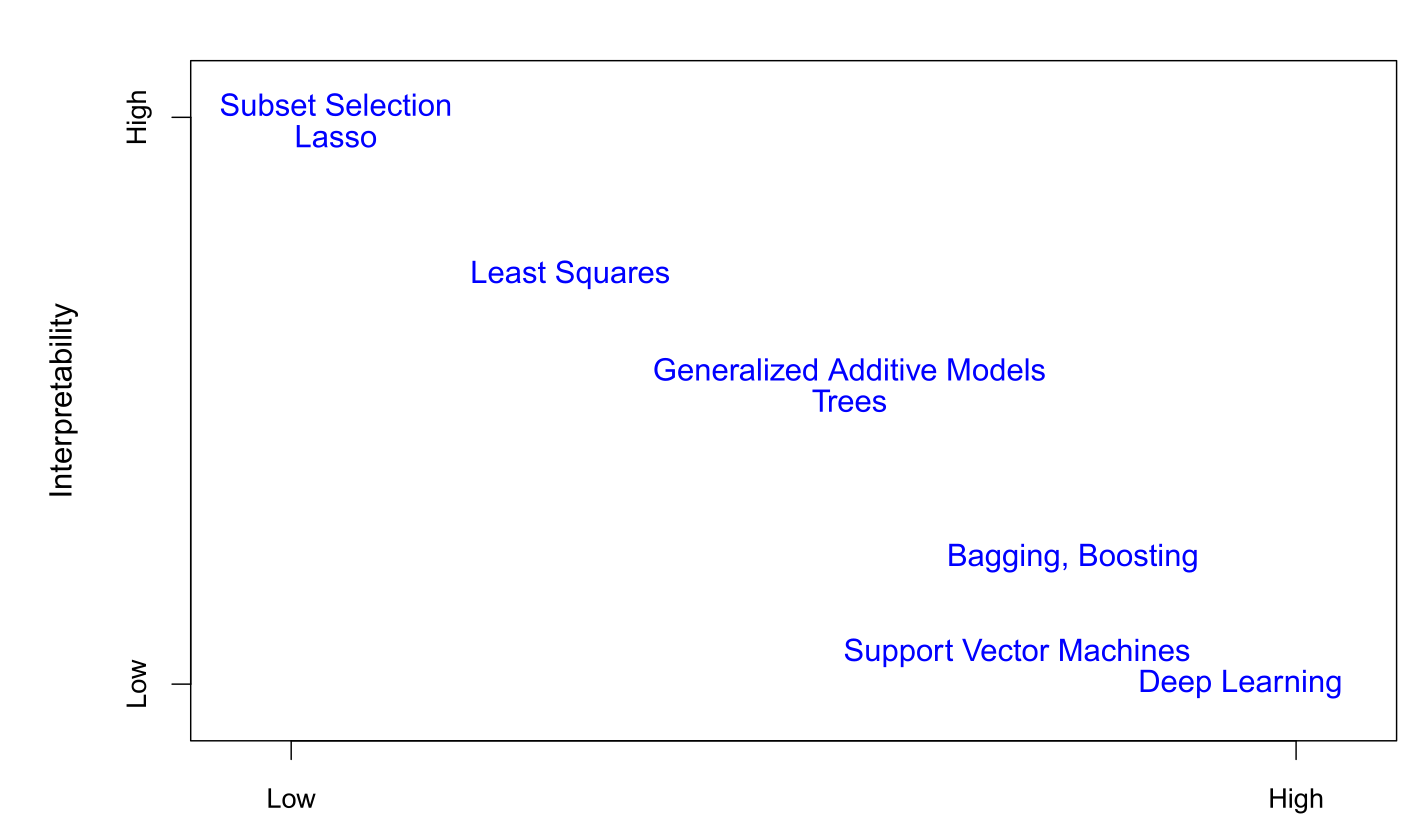 High
Subset Selection
Lasso
Least Squares
Interpretability
Generalized Additive Models
Trees
Bagging, Boosting
Support Vector Machines
Low
Deep Learning
Low
High